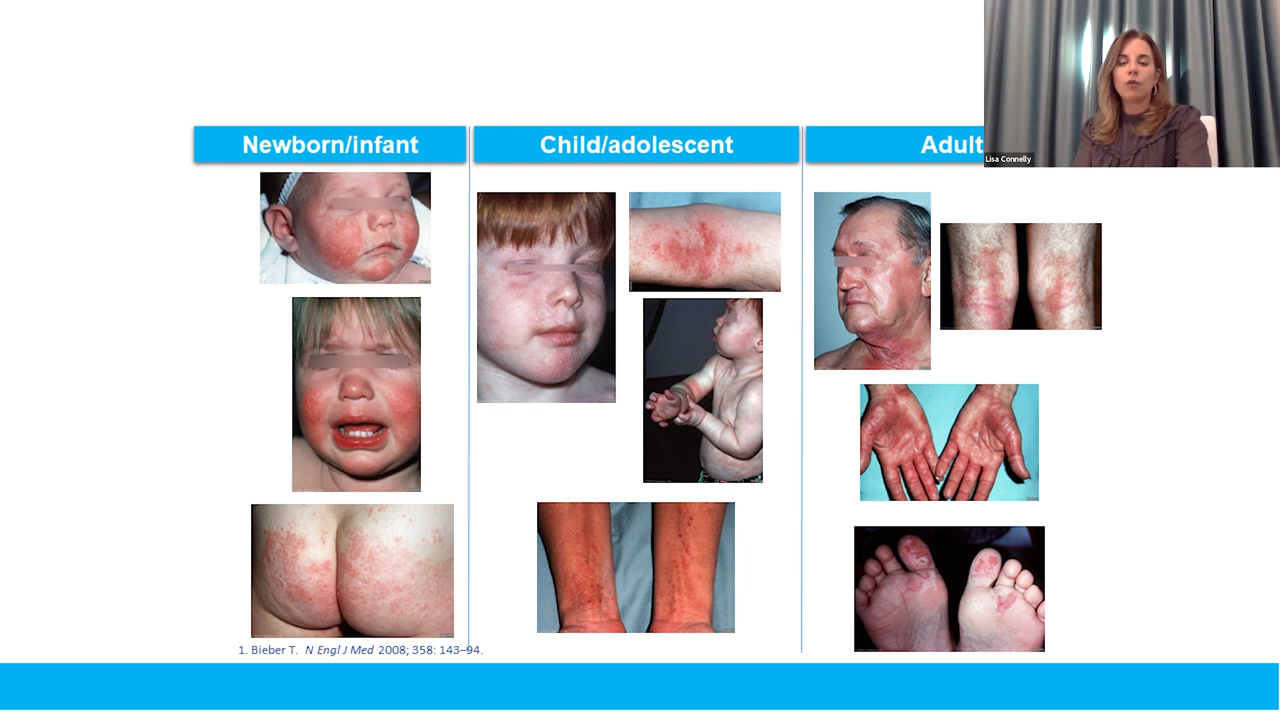 Newborn/infant
Child/adolescent
Adult
Lisa Connelly
1. Bieber T. N Engl J Med 2008; 358: 143–94.